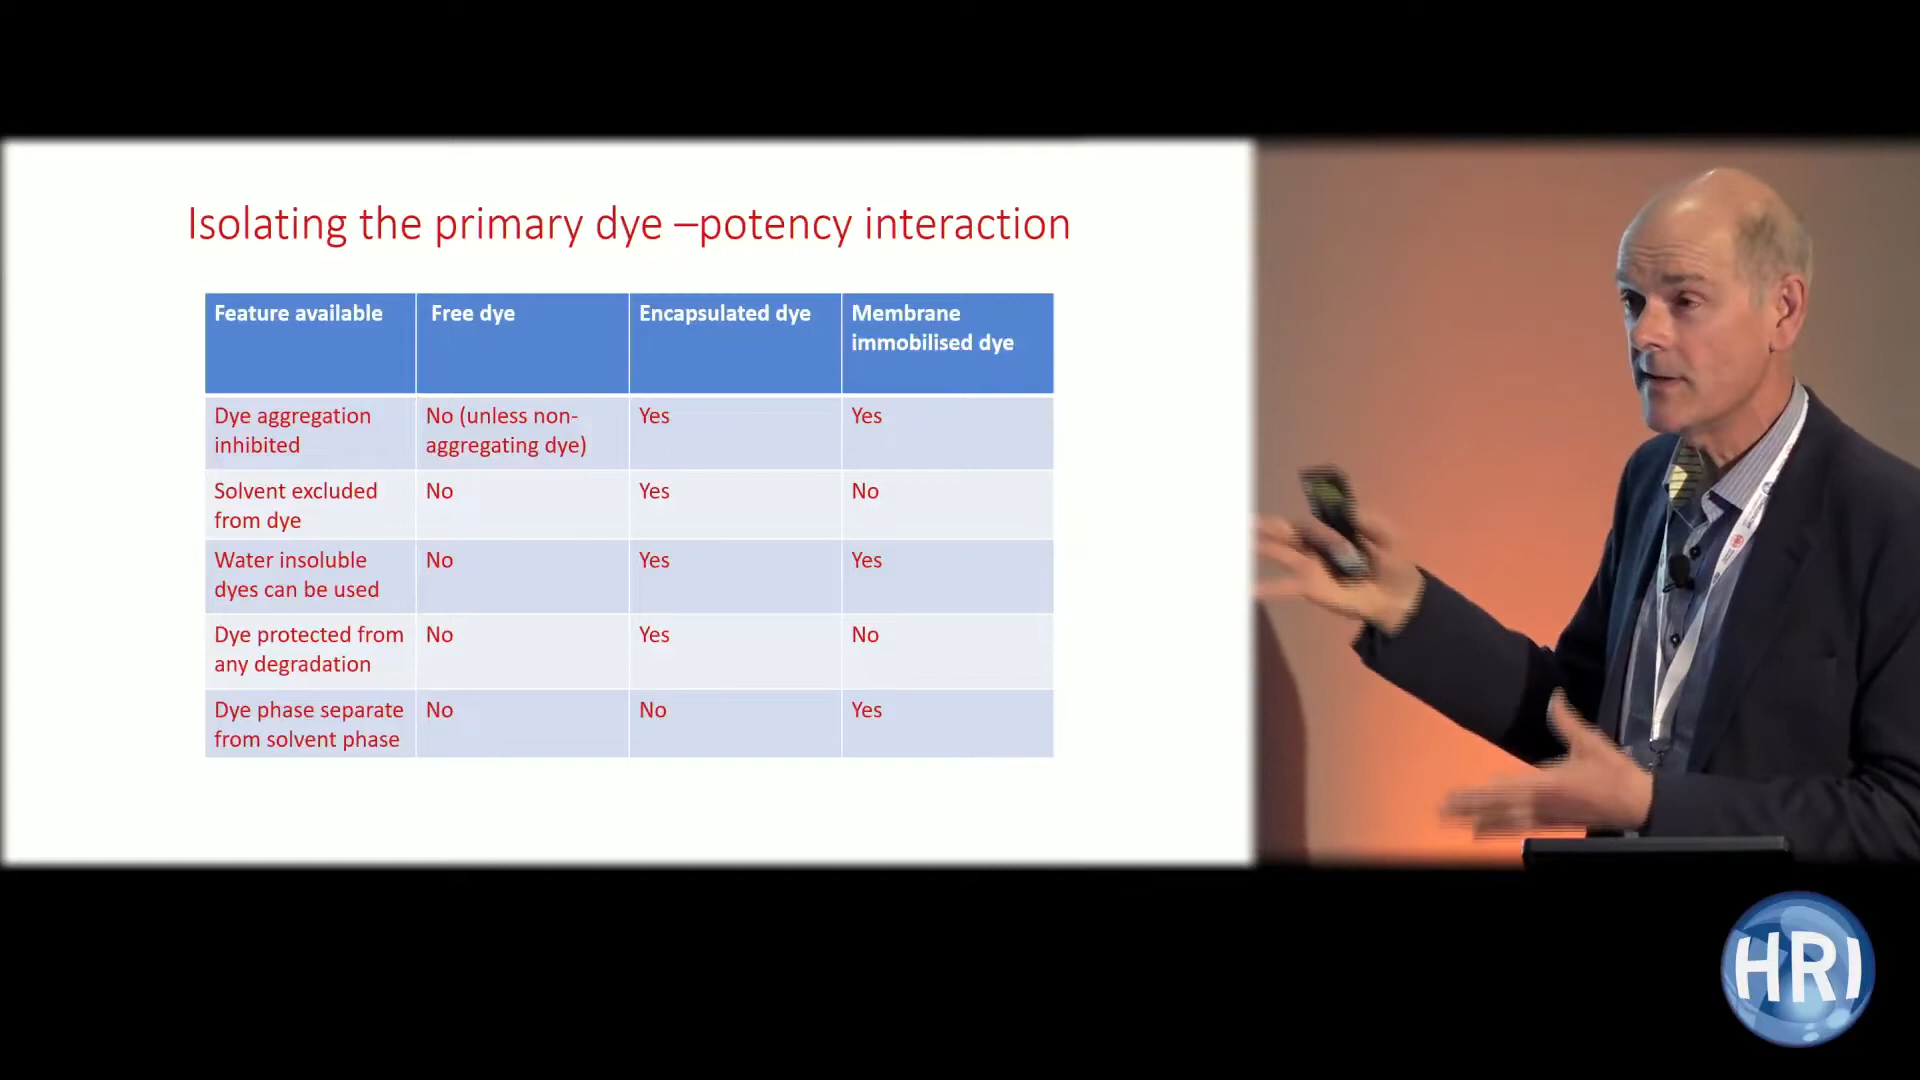 Isolating the primary dye –potency interaction
Feature available
Free dye
Encapsulated dye
Membrane
immobilised dye
Dye aggregation
inhibited
No (unless non-
aggregating dye)
Yes
Yes
Solvent excluded
from dye
No
Yes
No
Water insoluble
dyes can be used
No
Yes
Yes
Dye protected from
any degradation
No
Yes
No
Dye phase separate
from solvent phase
No
No
Yes
HRI